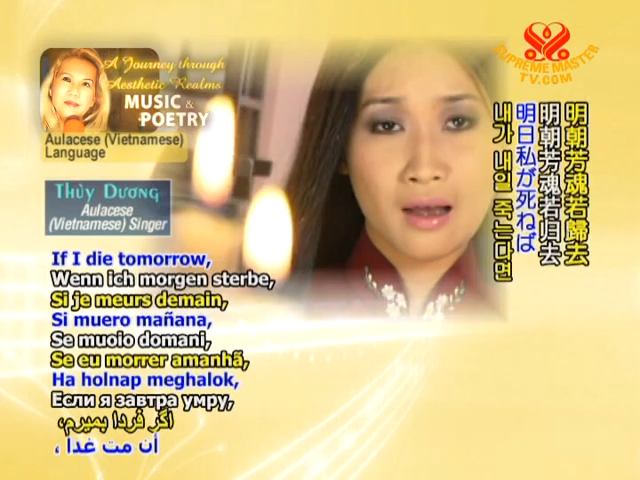 A Journey through
Aesthetic Realms
MUSIC &
POETRY
Aulacese (Vietnamese)
Language
SUPREME MASTER
TV.COM
THÙY DƯƠNG
Aulacese
(Vietnamese) Singer
If I die tomorrow,
Wenn ich morgen sterbe,
Si je meurs demain,
Si muero mañana,
Se muoio domani,
Se eu morrer amanhã,
Ha holnap meghalok,
Если я завтра умру,
اگر فردا بميرم،
أن مت غدا ،
明朝芳魂若歸去
明朝芳魂若归去
明日私が死ねば
내가 내일 죽는다면